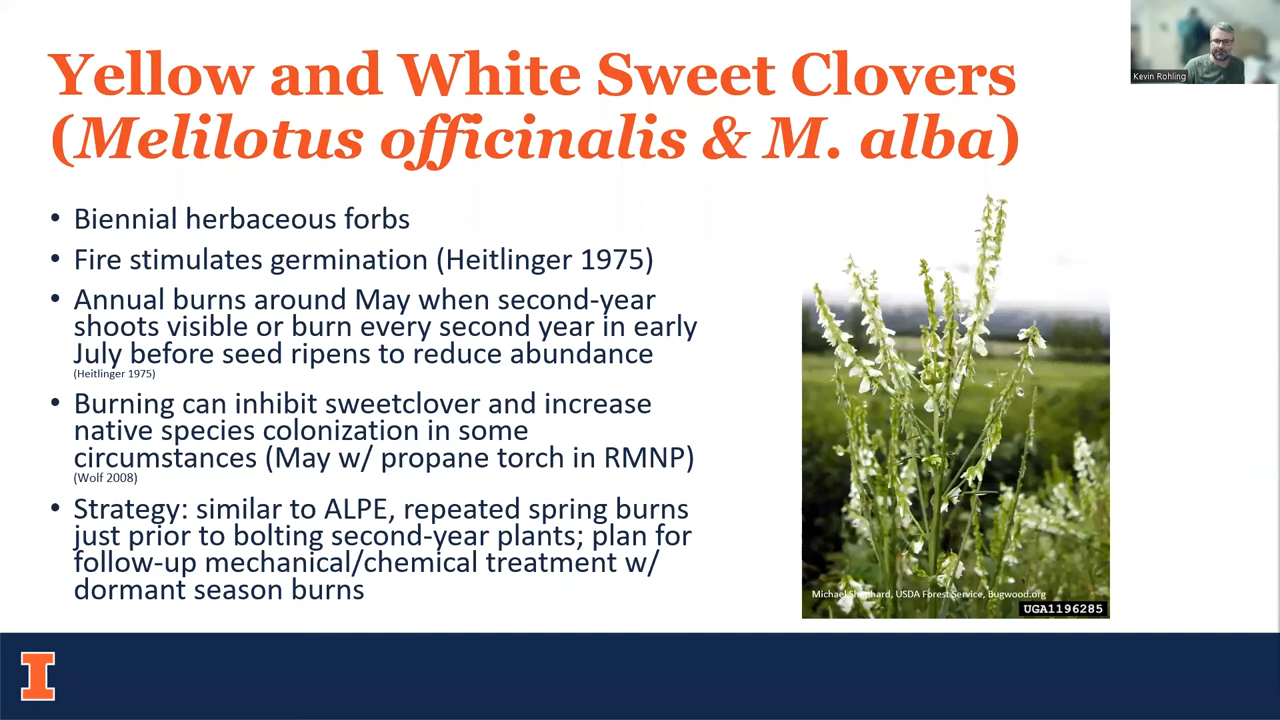 Yellow and White Sweet Clovers
(Melilotus officinalis & M. alba)
Kevin Rohling
• Biennial herbaceous forbs
• Fire stimulates germination (Heitlinger 1975)
• Annual burns around May when second-year
shoots visible or burn every second year in early
July before seed ripens to reduce abundance
(Heitlinger 1975)
• Burning can inhibit sweetclover and increase
native species colonization in some
circumstances (May w/ propane torch in RMNP)
(Wolf 2008)
• Strategy: similar to ALPE, repeated spring burns
just prior to bolting second-year plants; plan for
follow-up mechanical/chemical treatment w/
dormant season burns
Michael Shephard, USDA Forest Service, Bugwood.org
UGA1196285
I